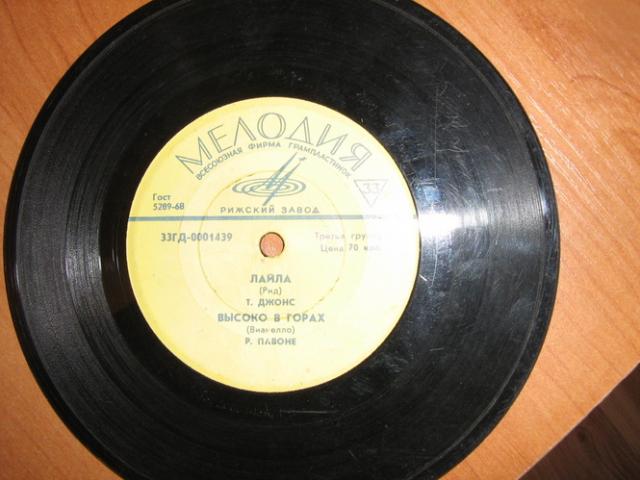 МЕЛОДИЯ
ВСЕСОЮЗНАЯ ФИРМА ГРАМПЛАСТИНОК
33
Гост
5289-68
РИЖСКИЙ ЗАВОД
33ГД-0001439
Третья группа
Цена 70 коп.
ЛАЙЛА
(Рид)
Т. ДЖОНС
ВЫСОКО В ГОРАХ
(Вианелло)
Р. ПАВОНЕ